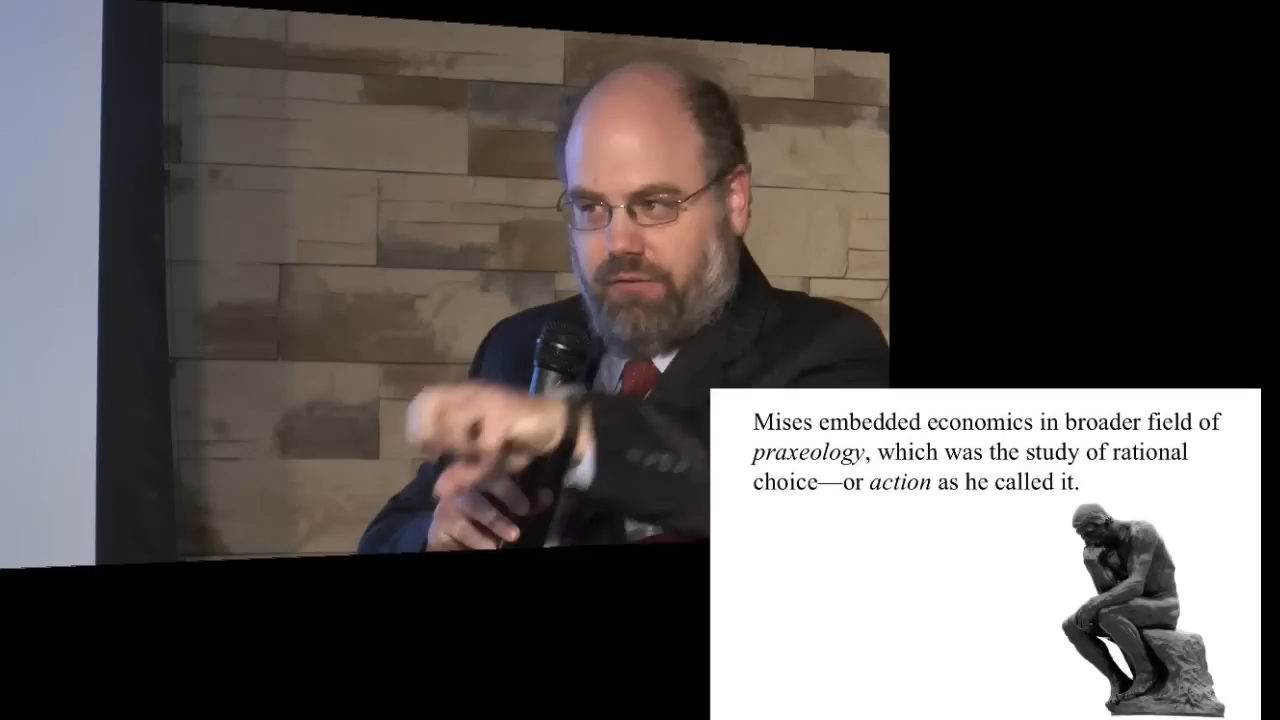 Mises embedded economics in broader field of
praxeology, which was the study of rational
choice—or action as he called it.